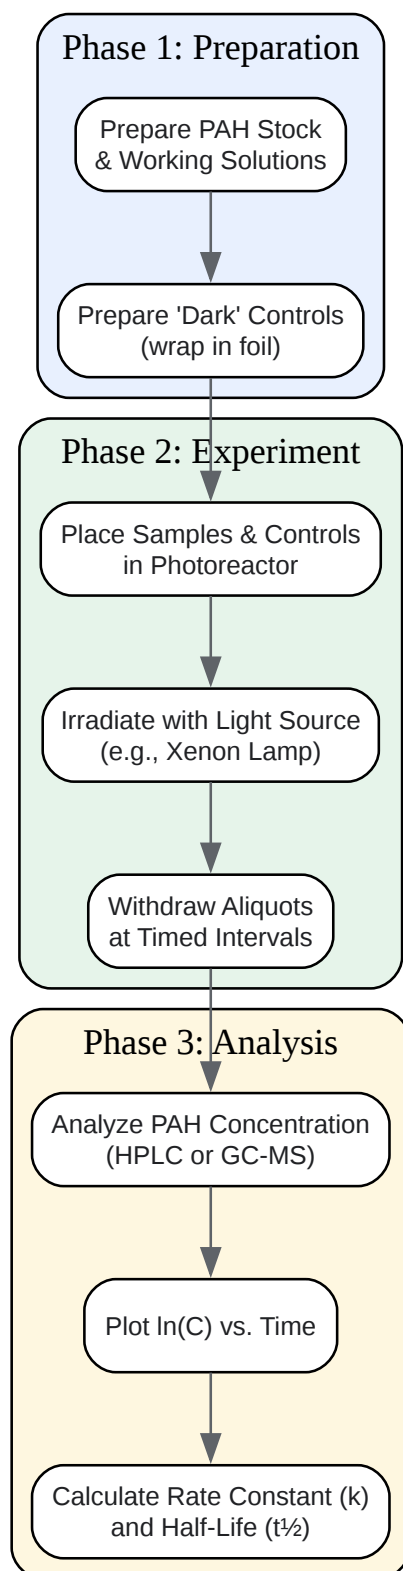 Phase 1: Preparation
Prepare PAH Stock
& Working Solutions
Prepare 'Dark' Controls
(wrap in foil)
Phase 2: Experiment
Place Samples & Controls
in Photoreactor
Irradiate with Light Source
(e.g., Xenon Lamp)
Withdraw Aliquots
at Timed Intervals
Phase 3: Analysis
Analyze PAH Concentration
(HPLC or GC-MS)
Plot ln(C) vs. Time
Calculate Rate Constant (k)
and Half-Life (t½)